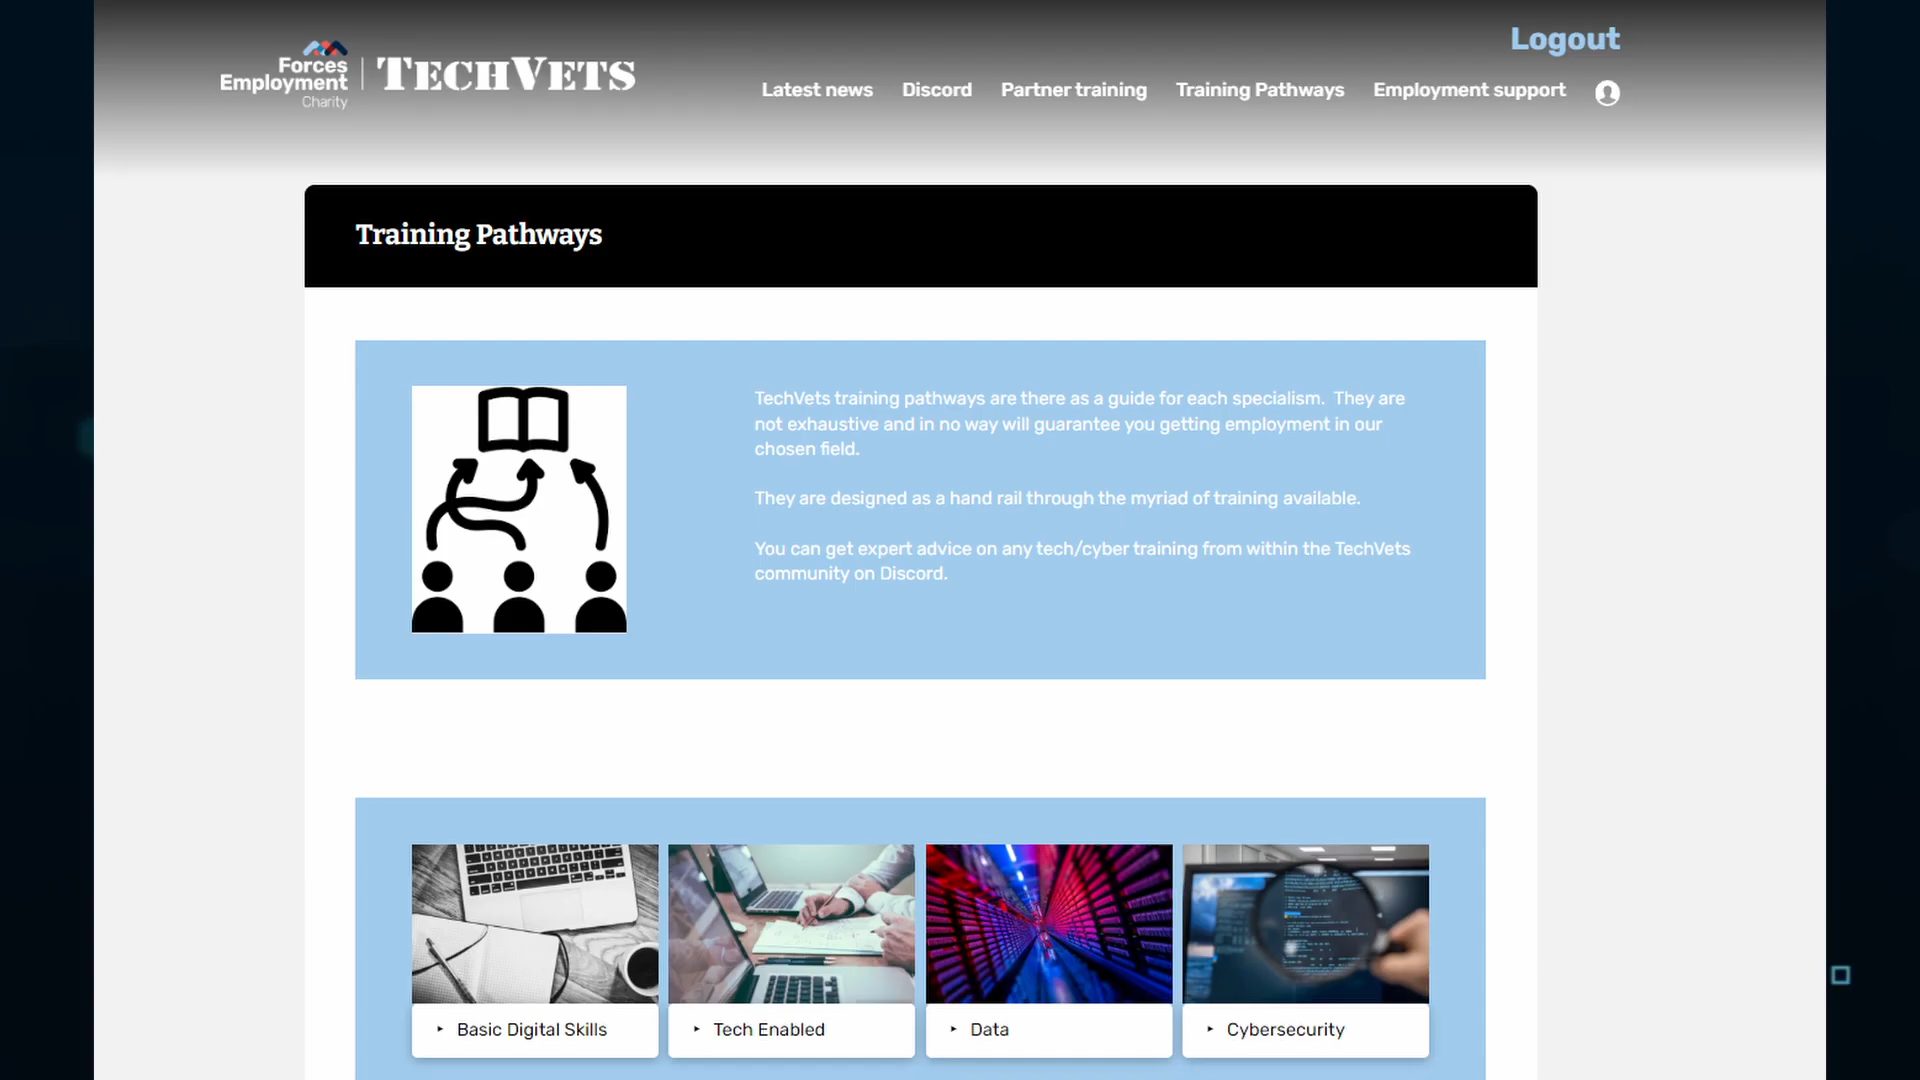 Logout
Forces
Employment
Charity
TECHVETS
Latest news Discord Partner training Training Pathways Employment support
Training Pathways
TechVets training pathways are there as a guide for each specialism. They are
not exhaustive and in no way will guarantee you getting employment in our
chosen field.
They are designed as a hand rail through the myriad of training available.
You can get expert advice on any tech/cyber training from within the TechVets
community on Discord.
Basic Digital Skills
Tech Enabled
Data
Cybersecurity